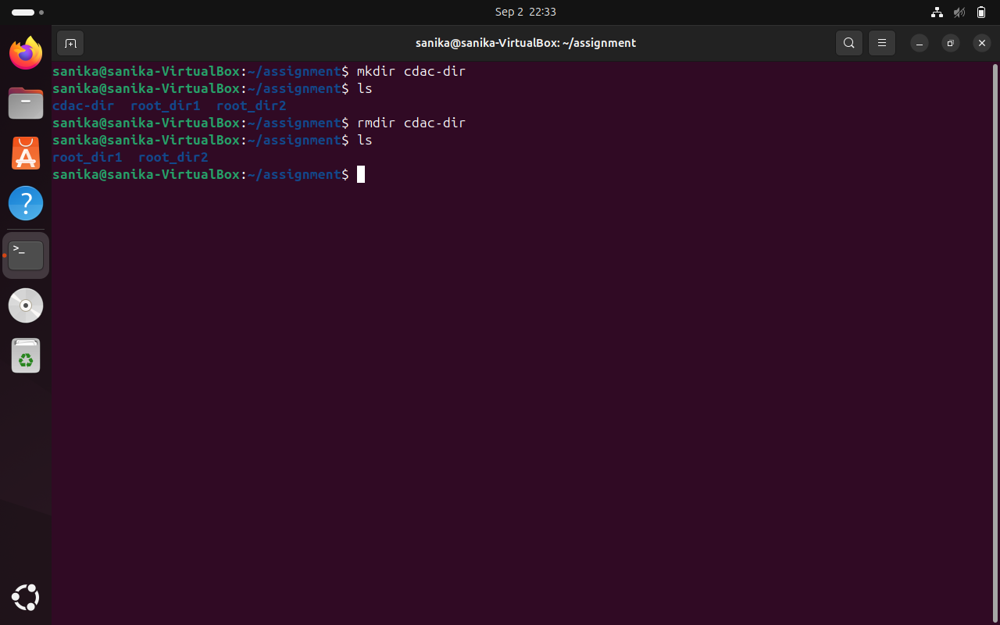 Sep 2 22:33
sanika@sanika-VirtualBox: ~/assignment
sanika@sanika-VirtualBox:~/assignment$ mkdir cdac-dir
sanika@sanika-VirtualBox:~/assignment$ ls
cdac-dir  root_dir1  root_dir2
sanika@sanika-VirtualBox:~/assignment$ rmdir cdac-dir
sanika@sanika-VirtualBox:~/assignment$ ls
root_dir1  root_dir2
sanika@sanika-VirtualBox:~/assignment$